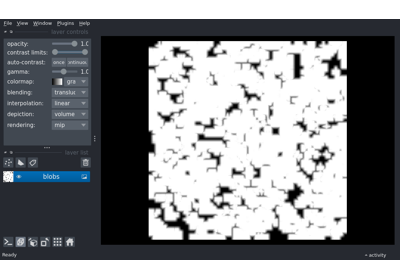 File View Window Plugins Help
layer controls
opacity: 1.0
contrast limits:
auto-contrast: once
gamma: 1.0
colormap: gra
blending: translu
interpolation: linear
depiction: volume
rendering: mip
layer list
blobs
Ready activity